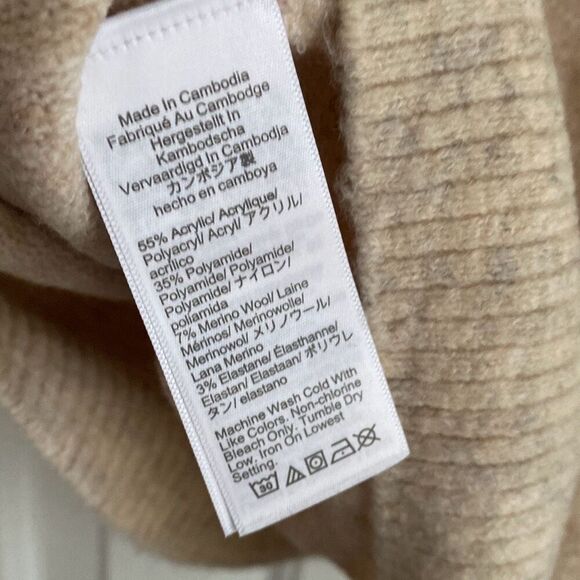 Made In Cambodia
Fabriqué Au Cambodge
Hergestellt In
Kambodscha
Vervaardigd In Cambodja
カンボジア製
hecho en camboya
55% Acrylic/ Acrylique/
Polyacryl/ Acryl/ アクリル/
acrílico
35% Polyamide/
Polyamide/ Polyamide/
Polyamide/ ナイロン/
poliamida
7% Merino Wool/ Laine
Mérinos/ Merinowolle/
Merinowol/ メリノウール/
Lana Merino
3% Elastane/ Élasthanne/
Elastan/ Elastaan/ ポリウレ
タン/ elastano
Machine Wash Cold With
Like Colors, Non-chlorine
Bleach Only, Tumble Dry
Low, Iron On Lowest
Setting.
30